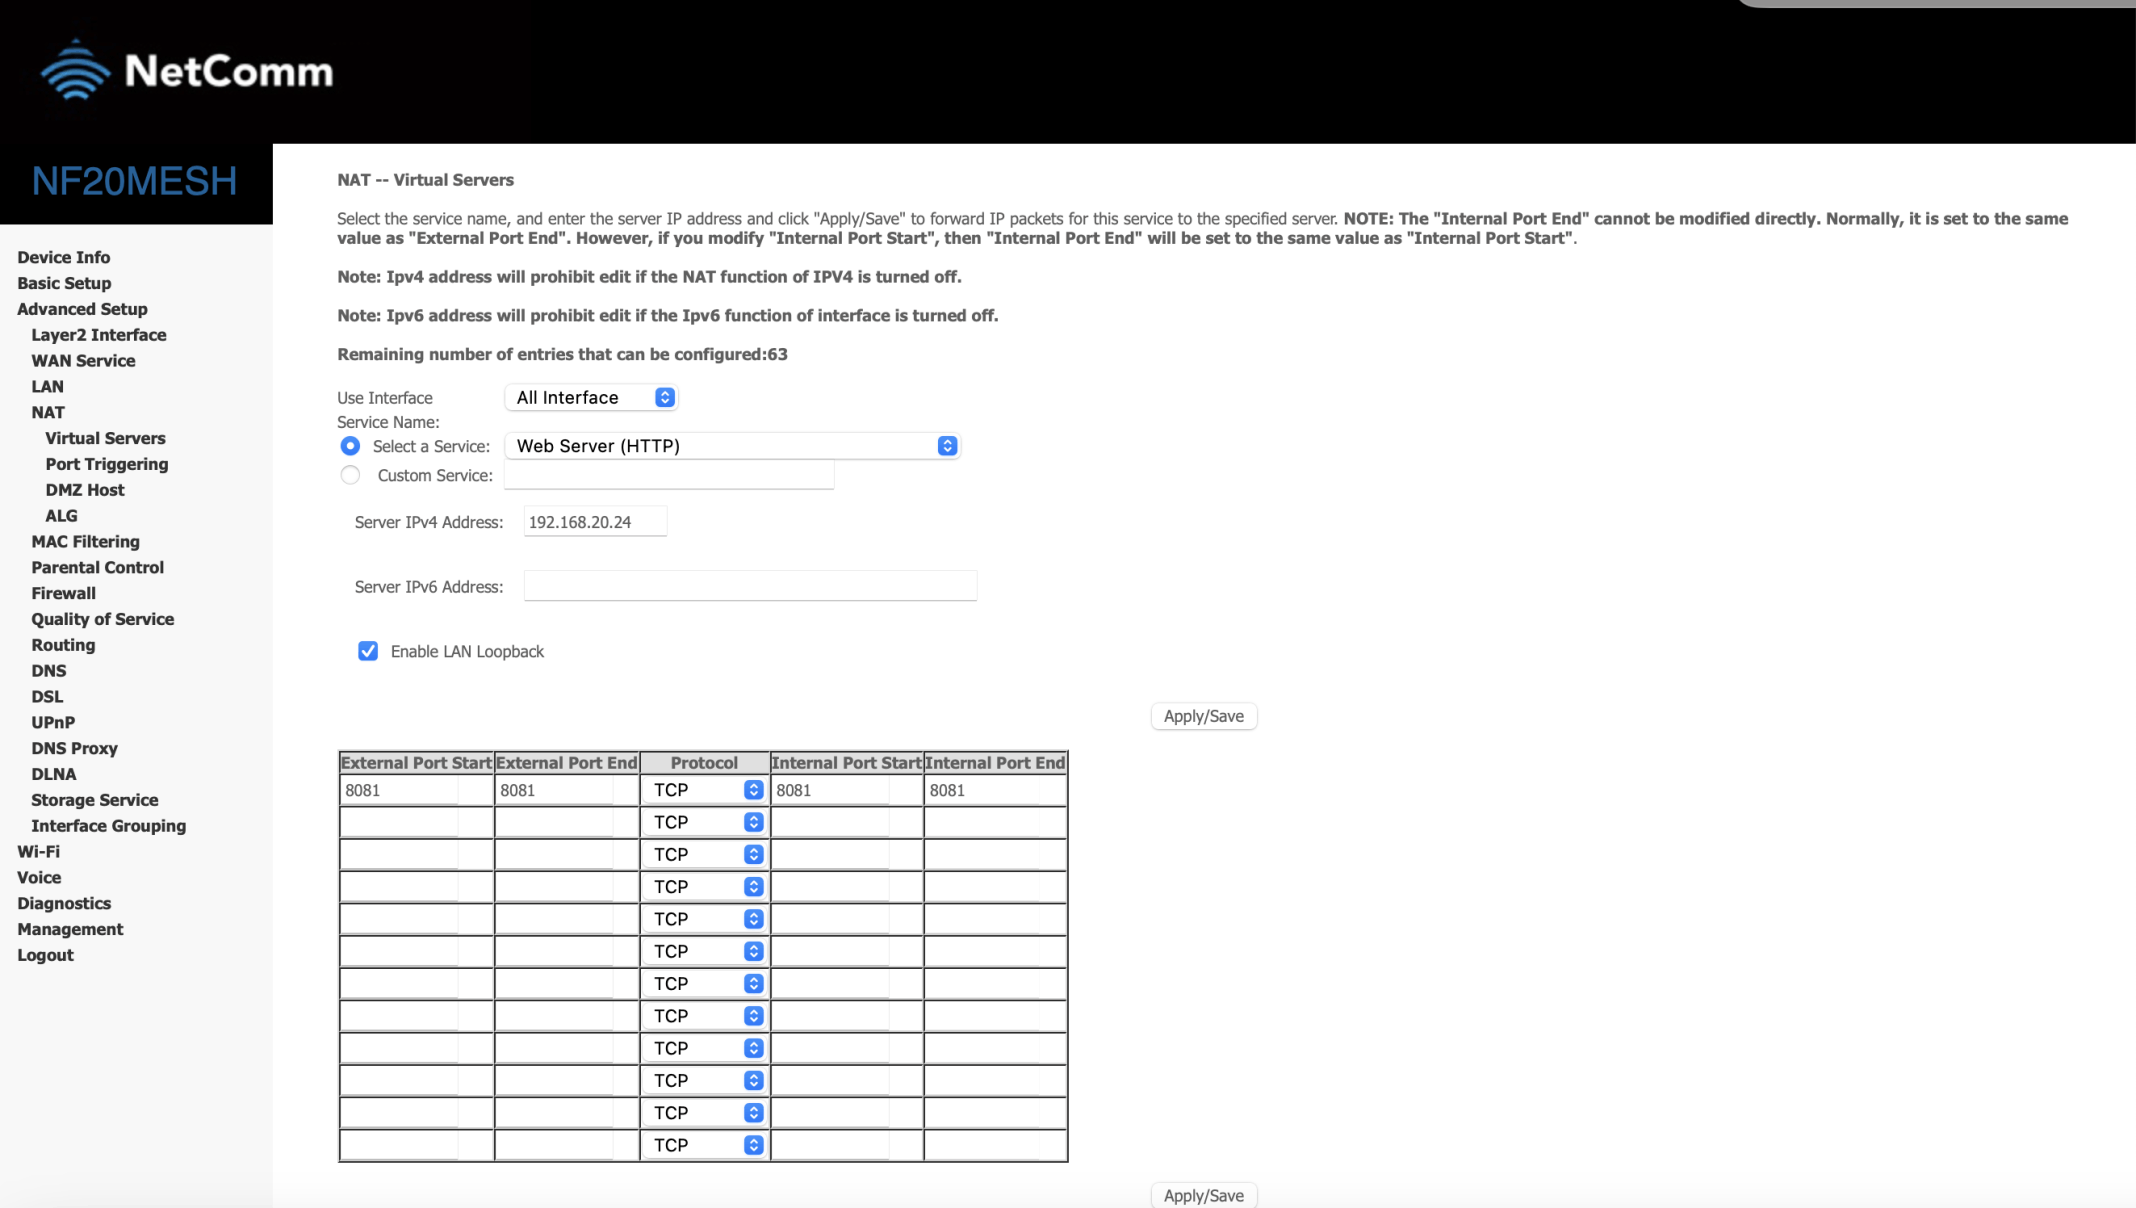 NetComm
NF20MESH
Device Info
Basic Setup
Advanced Setup
Layer2 Interface
WAN Service
LAN
NAT
Virtual Servers
Port Triggering
DMZ Host
ALG
MAC Filtering
Parental Control
Firewall
Quality of Service
Routing
DNS
DSL
UPnP
DNS Proxy
DLNA
Storage Service
Interface Grouping
Wi-Fi
Voice
Diagnostics
Management
Logout
NAT -- Virtual Servers
Select the service name, and enter the server IP address and click "Apply/Save" to forward IP packets for this service to the specified server. NOTE: The "Internal Port End" cannot be modified directly. Normally, it is set to the same
value as "External Port End". However, if you modify "Internal Port Start", then "Internal Port End" will be set to the same value as "Internal Port Start".
Note: Ipv4 address will prohibit edit if the NAT function of IPV4 is turned off.
Note: Ipv6 address will prohibit edit if the Ipv6 function of interface is turned off.
Remaining number of entries that can be configured:63
Use Interface All Interface
Service Name:
Select a Service: Web Server (HTTP)
Custom Service:
Server IPv4 Address: 192.168.20.24
Server IPv6 Address:
Enable LAN Loopback
Apply/Save
External Port Start External Port End Protocol Internal Port Start Internal Port End
8081 8081 TCP 8081 8081
TCP
TCP
TCP
TCP
TCP
TCP
TCP
TCP
TCP
TCP
TCP
Apply/Save